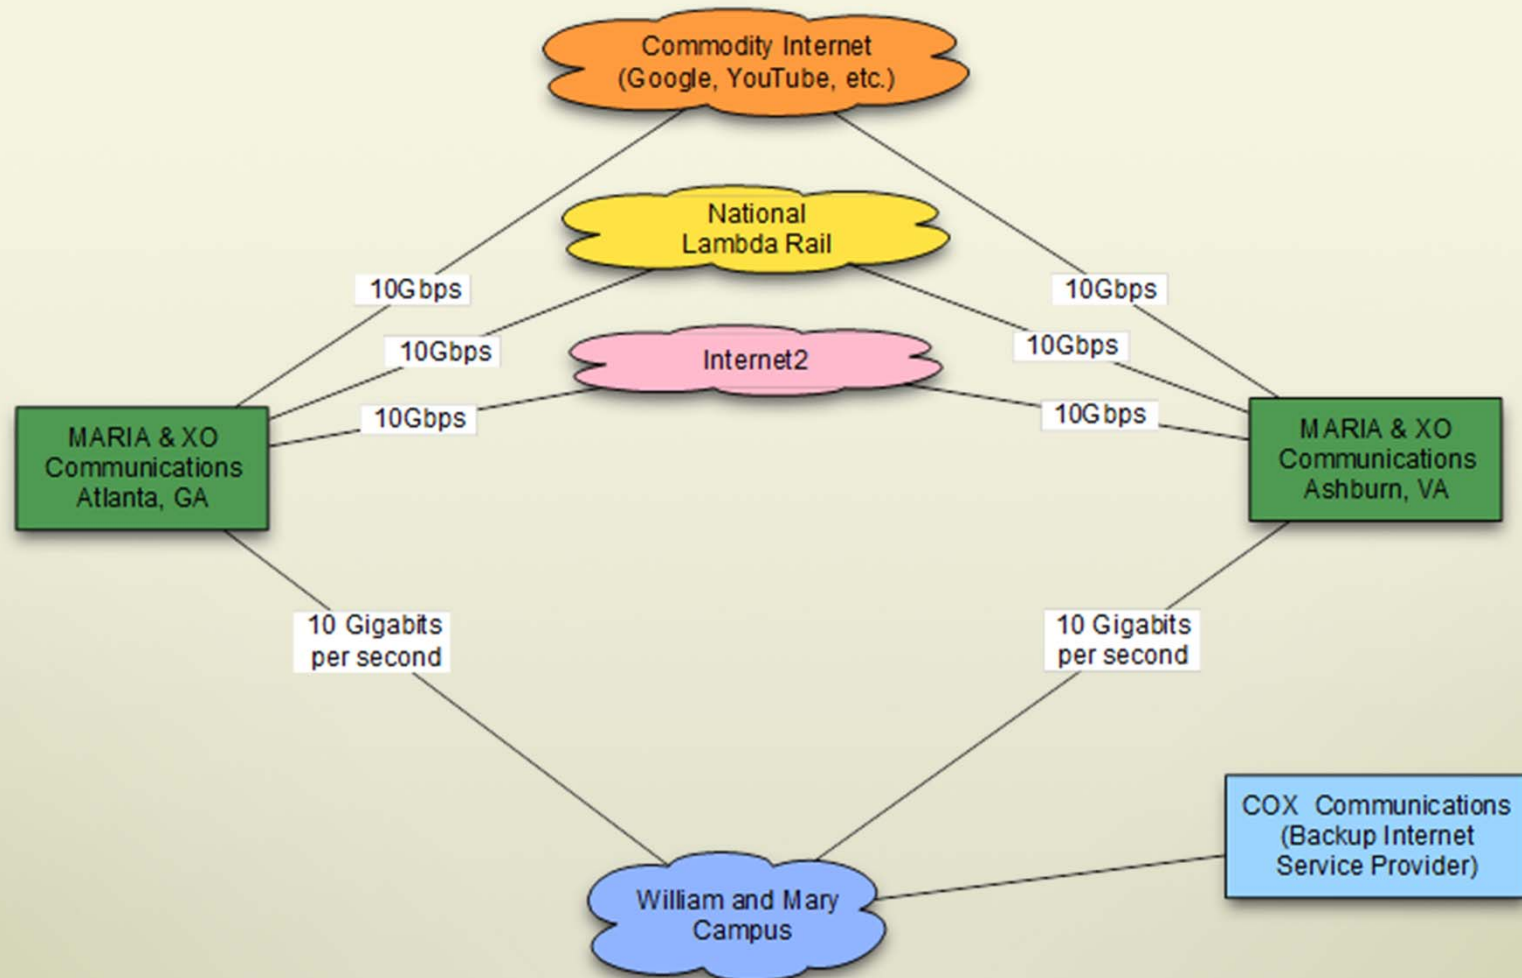 Commodity Internet
(Google, YouTube, etc.)
National
Lambda Rail
10Gbps
10Gbps
10Gbps
10Gbps
Internet2
10Gbps
10Gbps
MARIA & XO
Communications
Atlanta, GA
MARIA & XO
Communications
Ashburn, VA
10 Gigabits
per second
10 Gigabits
per second
COX Communications
(Backup Internet
Service Provider)
William and Mary
Campus